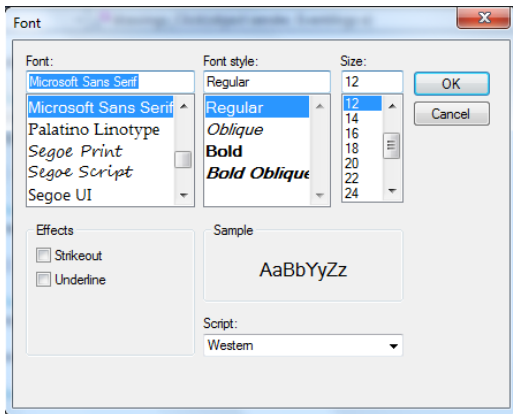 Font
Font:
Microsoft Sans Serif
Microsoft Sans Serif
Palatino Linotype
Segoe Print
Segoe Script
Segoe UI
Font style:
Regular
Regular
Oblique
Bold
Bold Oblique
Size:
12
12
14
16
18
20
22
24
OK
Cancel
Effects
Strikeout
Underline
Sample
AaBbYyZz
Script:
Western